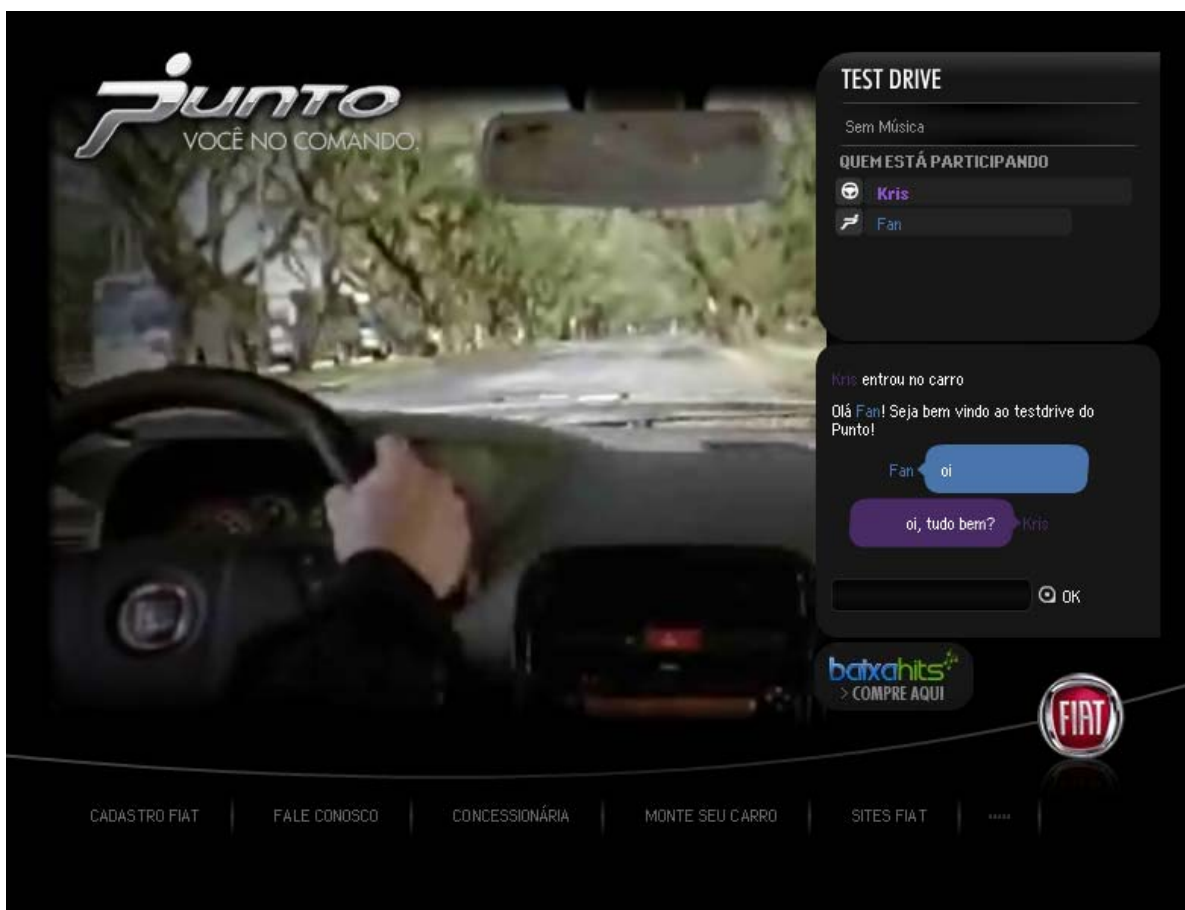 Punto
VOCÊ NO COMANDO.
TEST DRIVE
Sem Música
QUEM ESTÁ PARTICIPANDO
Kris
Fan
Kris entrou no carro
Olá Fan! Seja bem vindo ao testdrive do
Punto!
Fan oi
oi, tudo bem? Kris
OK
baixahits
> COMPRE AQUI
FIAT
CADASTRO FIAT FALE CONOSCO CONCESSIONÁRIA MONTE SEU CARRO SITES FIAT .....